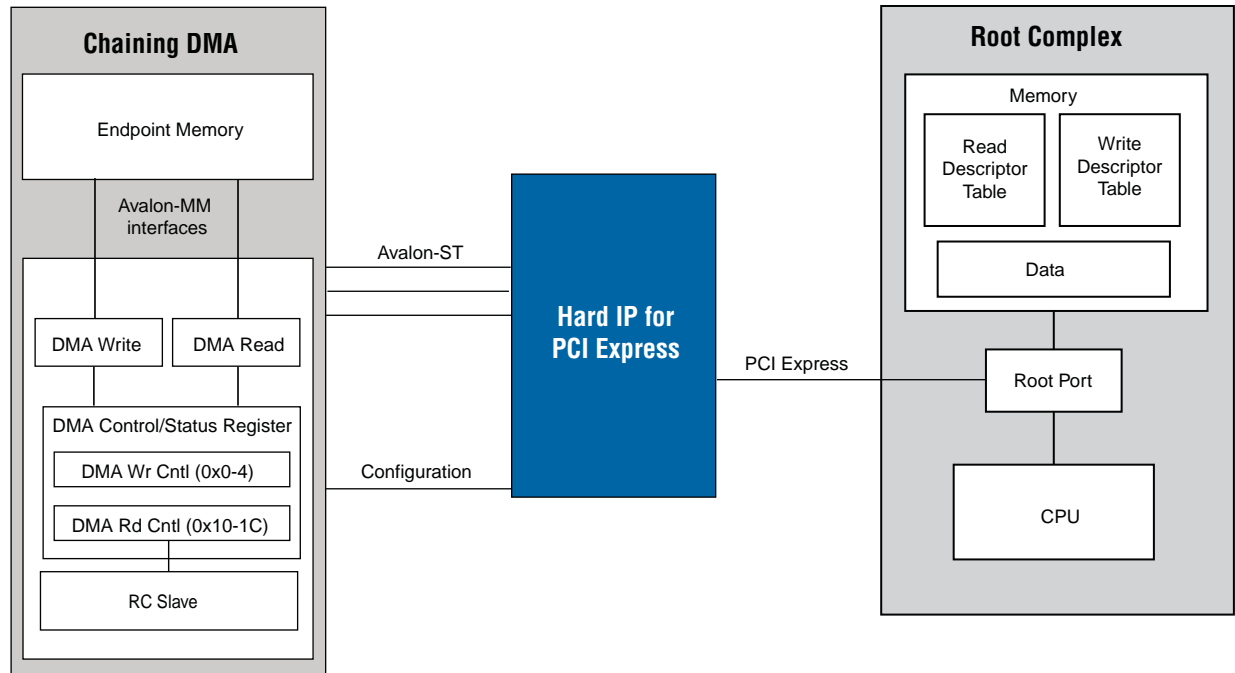 Chaining DMA
Endpoint Memory
Avalon-MM
interfaces
DMA Write
DMA Read
DMA Control/Status Register
DMA Wr Cntl (0x0-4)
DMA Rd Cntl (0x10-1C)
RC Slave
Avalon-ST
Configuration
Hard IP for
PCI Express
PCI Express
Root Complex
Memory
Read
Descriptor
Table
Write
Descriptor
Table
Data
Root Port
CPU